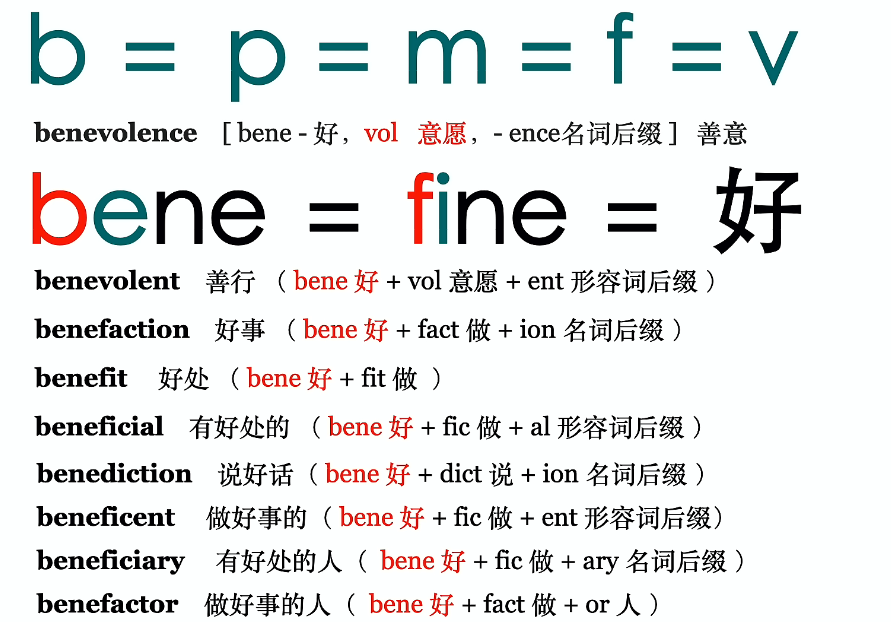 b = p = m = f = v
benevolence [ bene - 好，vol 意愿，- ence名词后缀 ] 善意
bene = fine = 好
benevolent 善行 （ bene 好 + vol 意愿 + ent 形容词后缀 ）
benefaction 好事 （ bene 好 + fact 做 + ion 名词后缀 ）
benefit 好处 （ bene 好 + fit 做 ）
beneficial 有好处的 （ bene 好 + fic 做 + al 形容词后缀 ）
benediction 说好话（ bene 好 + dict 说 + ion 名词后缀 ）
beneficent 做好事的（ bene 好 + fic 做 + ent 形容词后缀）
beneficiary 有好处的人（ bene 好 + fic 做 + ary 名词后缀 ）
benefactor 做好事的人（ bene 好 + fact 做 + or 人 ）